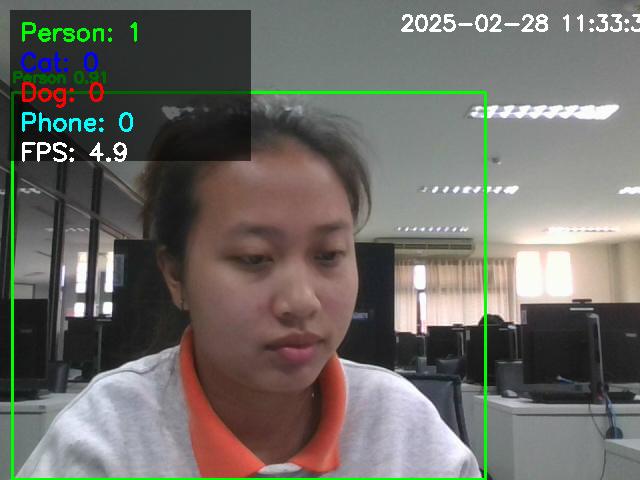 Person: 1
2025-02-28 11:33:3
Cat: 0
Person 0.91
Dog: 0
Phone: 0
FPS: 4.9